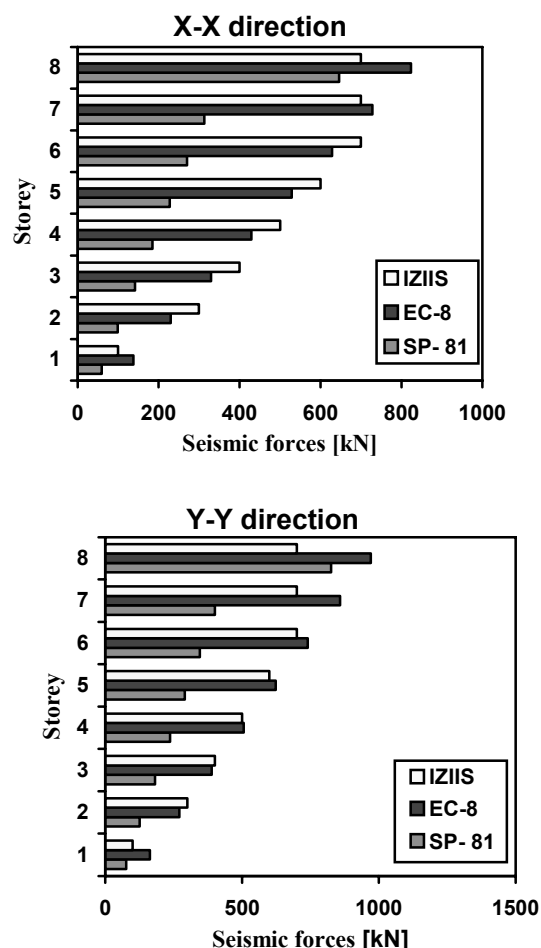 X-X direction
8
7
6
5
4
3
2
1
Storey
IZIIS
EC-8
SP- 81
0 200 400 600 800 1000
Seismic forces [kN]
Y-Y direction
8
7
6
5
4
3
2
1
Storey
IZIIS
EC-8
SP- 81
0 500 1000 1500
Seismic forces [kN]